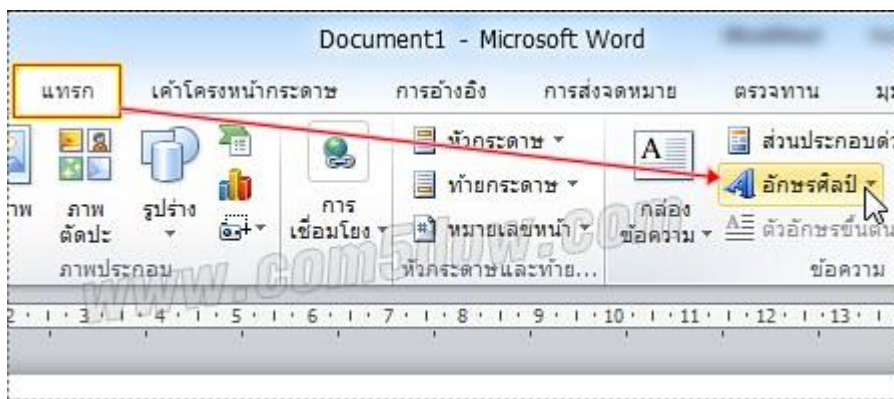 Document1 - Microsoft Word
แทรก เค้าโครงหน้ากระดาษ การอ้างอิง การส่งจดหมาย ตรวจทาน
หัวกระดาษ
ส่วนประกอบด่ว
ท้ายกระดาษ
อักษรศิลป์
ภาพ
ตัดปะ
รูปร่าง
การ
เชื่อมโยง
หมายเลขหน้า
กล่อง
ข้อความ
ตัวอักษรขึ้นต้น
ภาพประกอบ
หัวกระดาษและท้าย...
ข้อความ
2 3 4 5 6 7 8 9 10 11 12 13